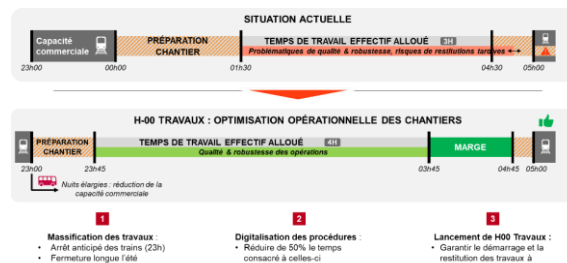 SITUATION ACTUELLE
Capacité commerciale
PRÉPARATION CHANTIER
TEMPS DE TRAVAIL EFFECTIF ALLOUÉ 3H
Problématiques de qualité & robustesse, risques de restitutions tardives
23h00 00h00 01h30 04h30 05h00
H-00 TRAVAUX : OPTIMISATION OPÉRATIONNELLE DES CHANTIERS
PRÉPARATION CHANTIER
TEMPS DE TRAVAIL EFFECTIF ALLOUÉ 4H
Qualité & robustesse des opérations
MARGE
23h00 23h45 03h45 04h45 05h00
Nuits élargies : réduction de la
capacité commerciale
1 2 3
Massification des travaux :
• Arrêt anticipé des trains (23h)
• Fermeture longue l'été
Digitalisation des procédures :
• Réduire de 50% le temps
consacré à celles-ci
Lancement de H00 Travaux :
• Garantir le démarrage et la
restitution des travaux à